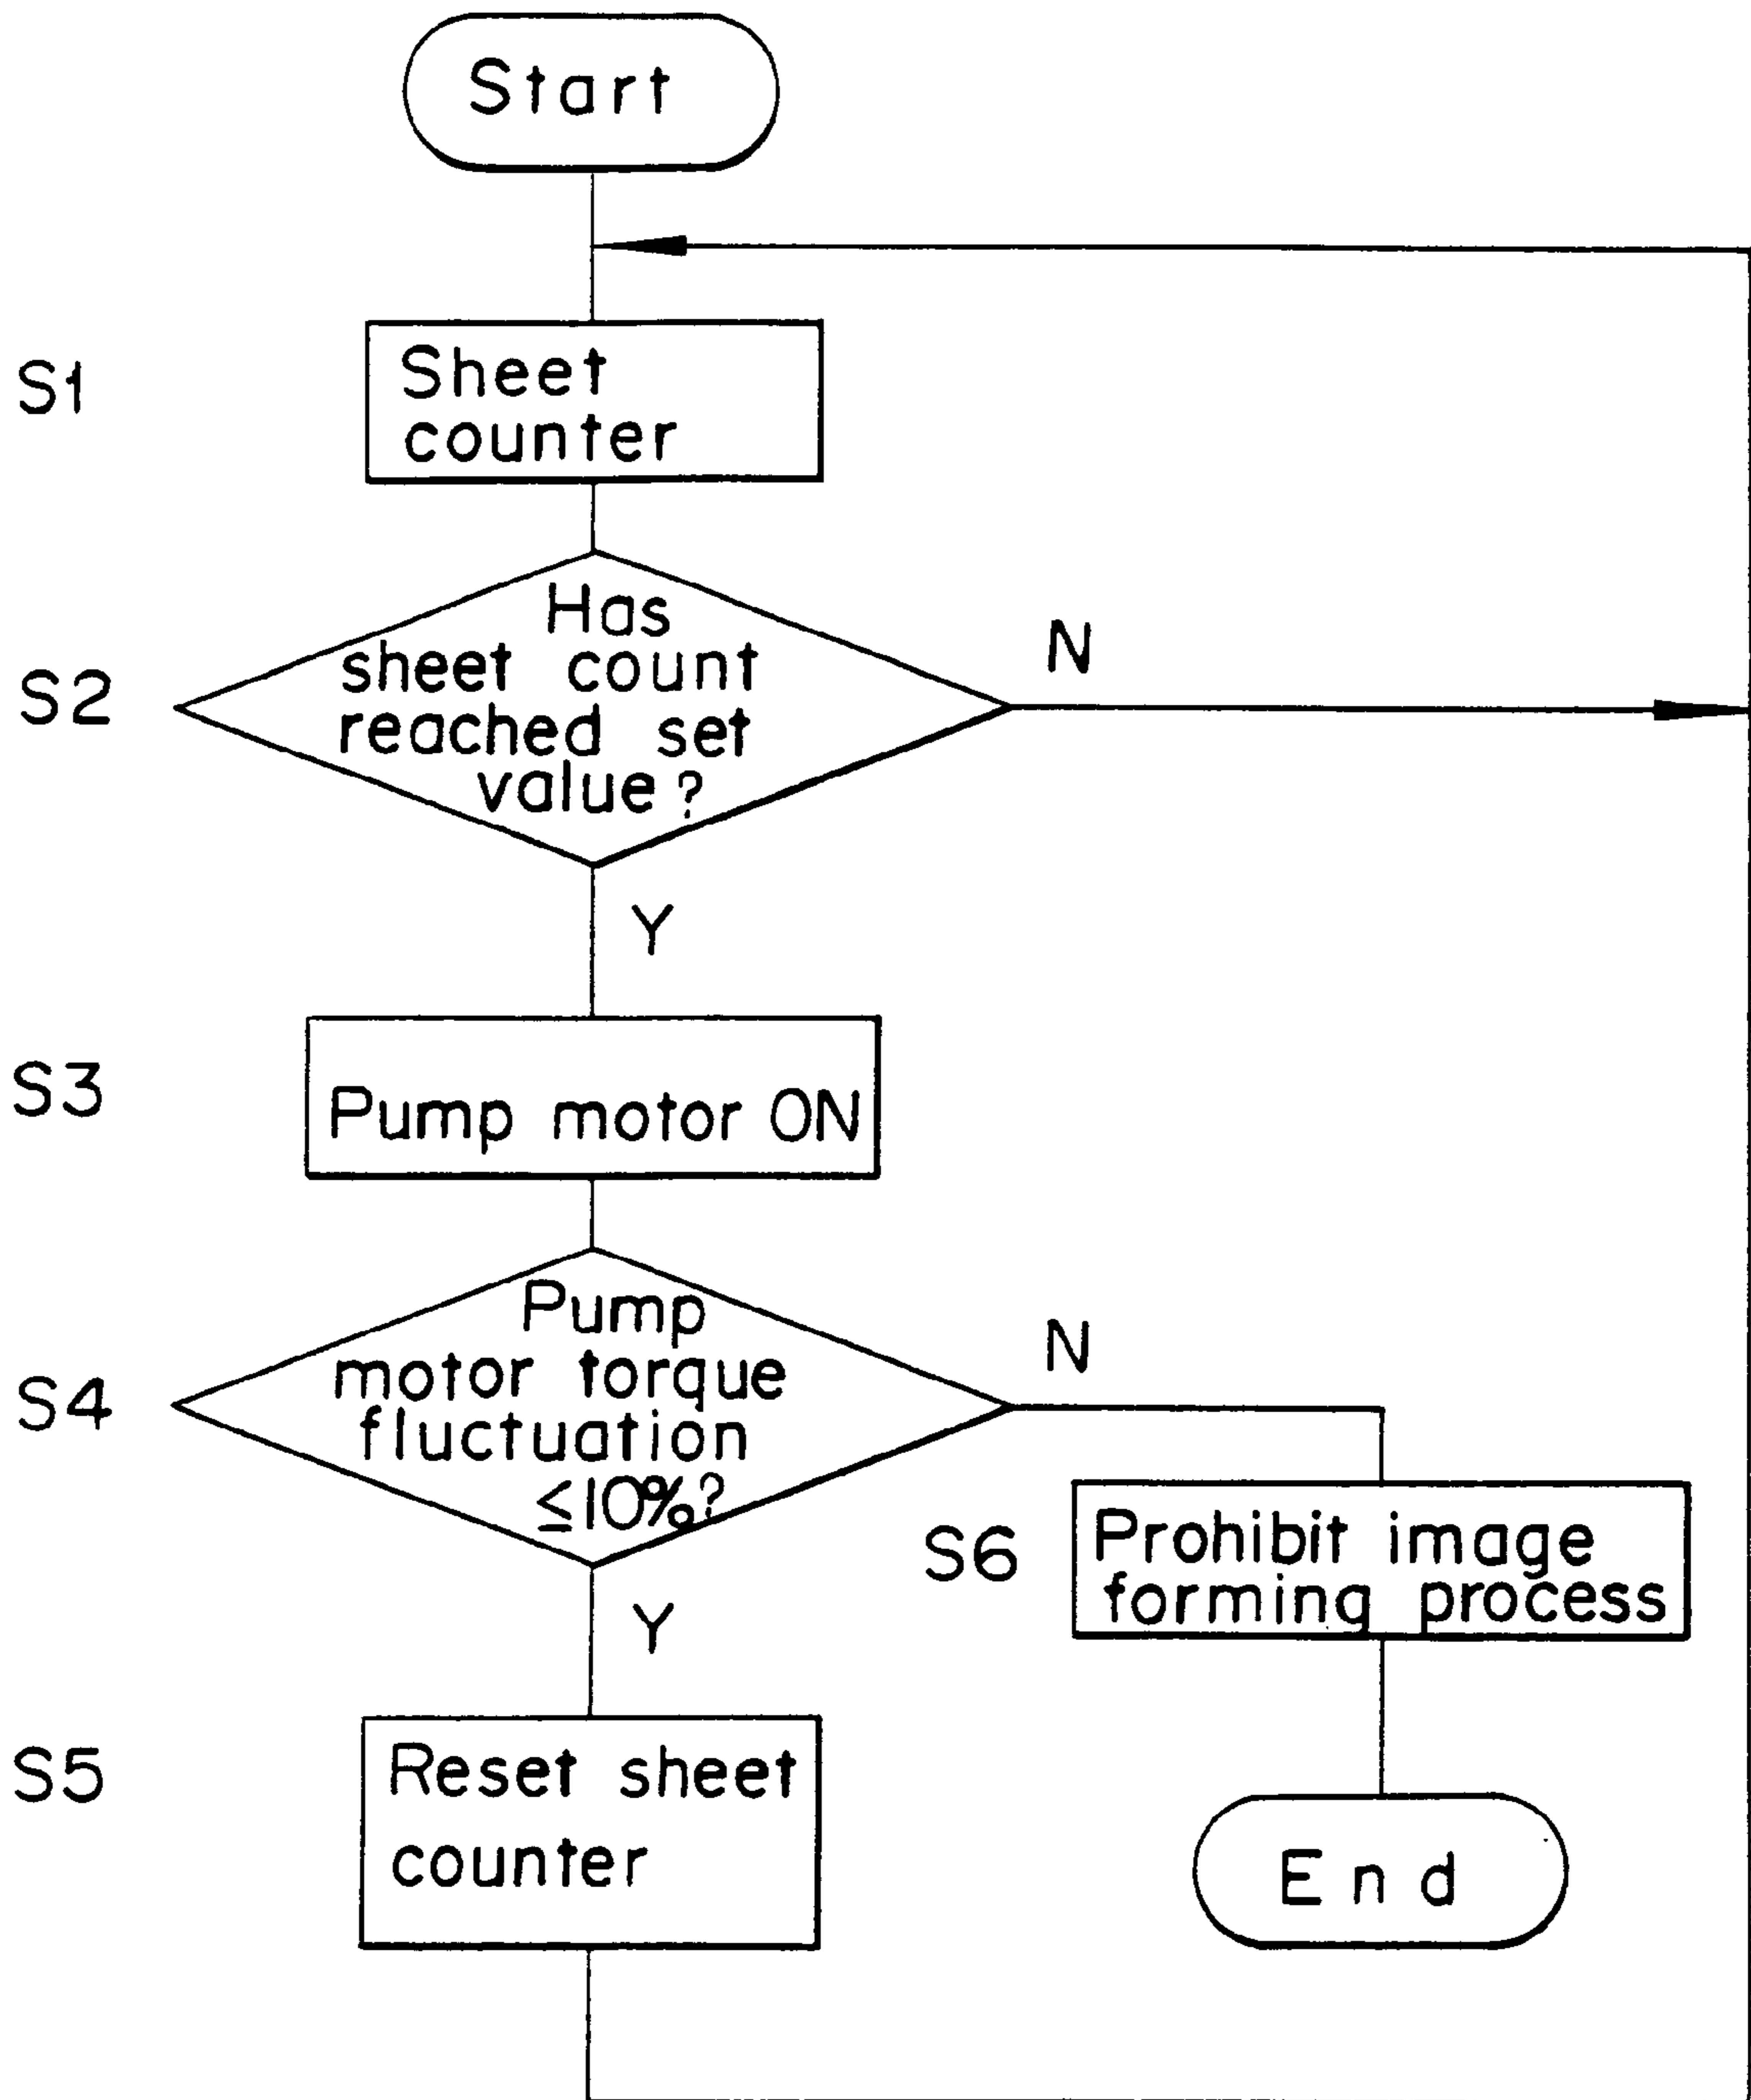 Start
S1
Sheet
counter
S2
Has
sheet count
reached set
value?
N
Y
S3
Pump motor ON
S4
Pump
motor torque
fluctuation
≤10%?
N
Y
S6
Prohibit image
forming process
S5
Reset sheet
counter
End